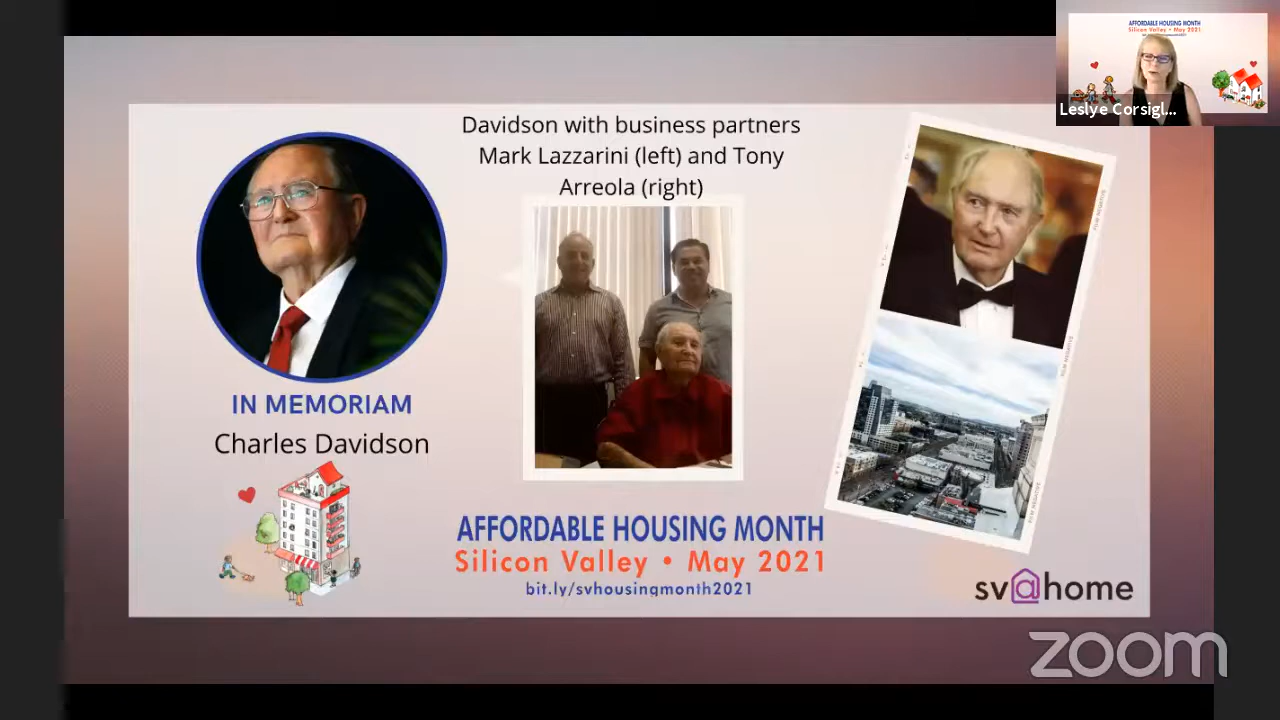 AFFORDABLE HOUSING MONTH
Silicon Valley • May 2021
Leslye Corsigl...
Davidson with business partners
Mark Lazzarini (left) and Tony
Arreola (right)
IN MEMORIAM
Charles Davidson
AFFORDABLE HOUSING MONTH
Silicon Valley • May 2021
bit.ly/svhousingmonth2021
sv@home
zoom